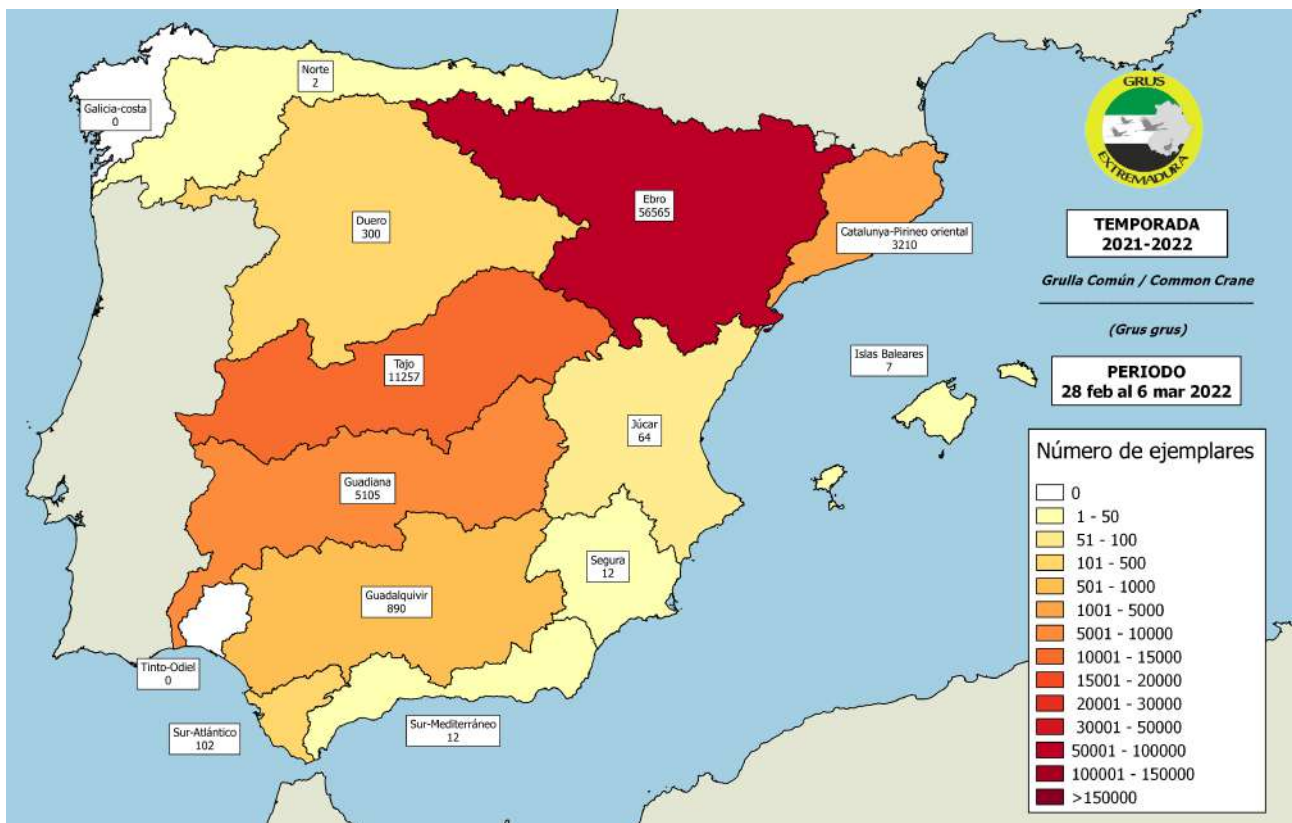 GRUS
EXTREMADURA
TEMPORADA
2021-2022
Grulla Común / Common Crane
(Grus grus)
PERIODO
28 feb al 6 mar 2022
Norte
2
Galicia-costa
0
Duero
300
Ebro
56565
Catalunya-Pirineo oriental
3210
Tajo
11257
Islas Baleares
7
Júcar
64
Guadiana
5105
Segura
12
Guadalquivir
890
Tinto-Odiel
0
Sur-Atlántico
102
Sur-Mediterráneo
12
Número de ejemplares
0
1 - 50
51 - 100
101 - 500
501 - 1000
1001 - 5000
5001 - 10000
10001 - 15000
15001 - 20000
20001 - 30000
30001 - 50000
50001 - 100000
100001 - 150000
>150000